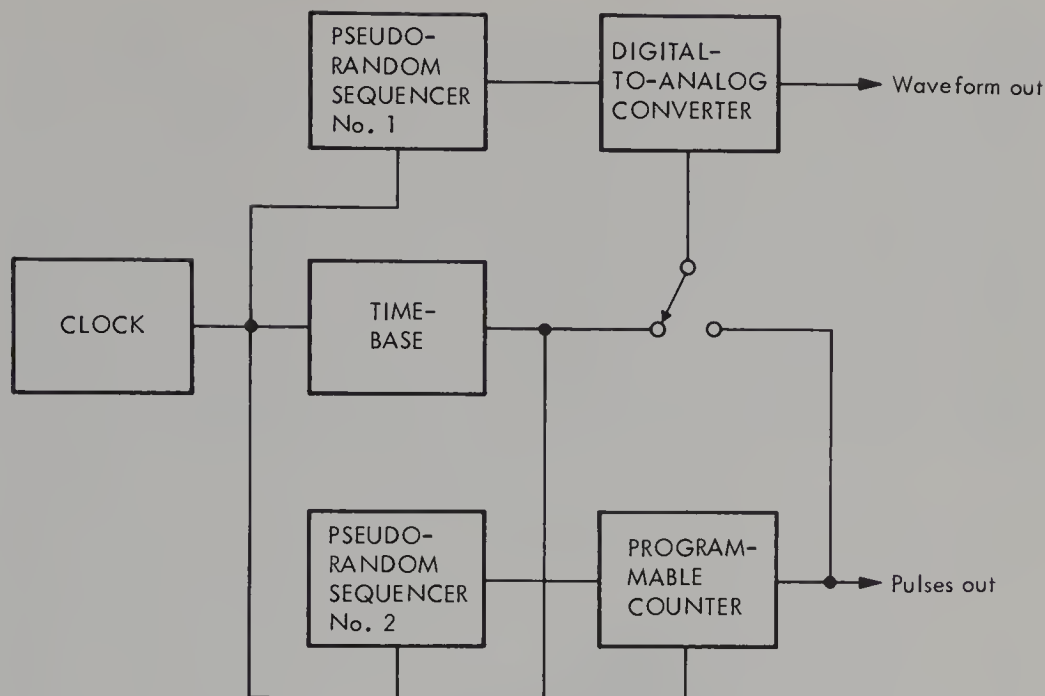 PSEUDO-
RANDOM
SEQUENCER
No. 1
DIGITAL-
TO-ANALOG
CONVERTER
Waveform out
CLOCK
TIME-
BASE
PSEUDO-
RANDOM
SEQUENCER
No. 2
PROGRAM-
MABLE
COUNTER
Pulses out